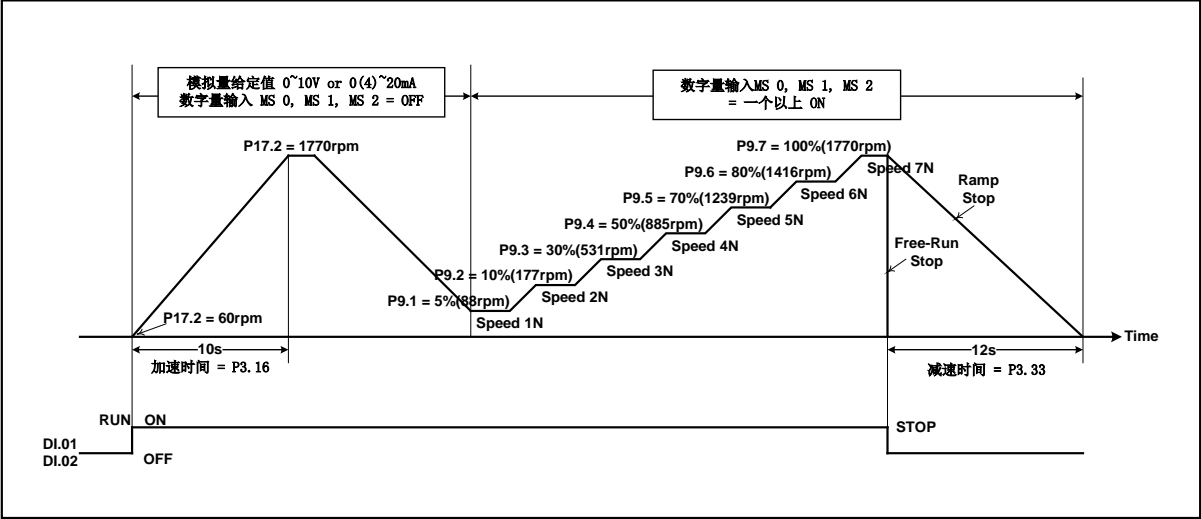 模拟量给定值 0~10V or 0(4)~20mA
数字量输入 MS 0, MS 1, MS 2 = OFF
数字量输入MS 0, MS 1, MS 2
= 一个以上 ON
P17.2 = 1770rpm
P9.7 = 100%(1770rpm)
Speed 7N
P9.6 = 80%(1416rpm)
Speed 6N
P9.5 = 70%(1239rpm)
Speed 5N
P9.4 = 50%(885rpm)
Speed 4N
P9.3 = 30%(531rpm)
Speed 3N
P9.2 = 10%(177rpm)
Speed 2N
P9.1 = 5%(88rpm)
Speed 1N
Ramp
Stop
Free-Run
Stop
P17.2 = 60rpm
Time
10s
加速时间 = P3.16
12s
减速时间 = P3.33
RUN
ON
STOP
DI.01
DI.02
OFF